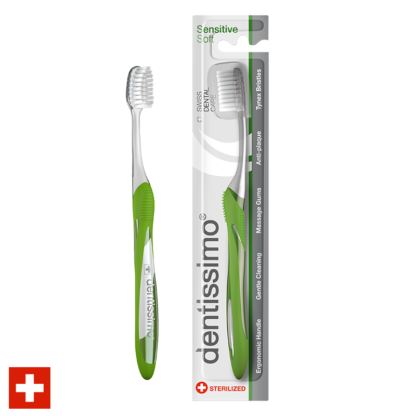 Sensitive
Soft
SWISS
DENTAL
CARE
Tynex Bristles
Anti-plaque
Massage Gums
Gentle Cleaning
Ergonomic Handle
dentissimo®
STERILIZED
dentissimo